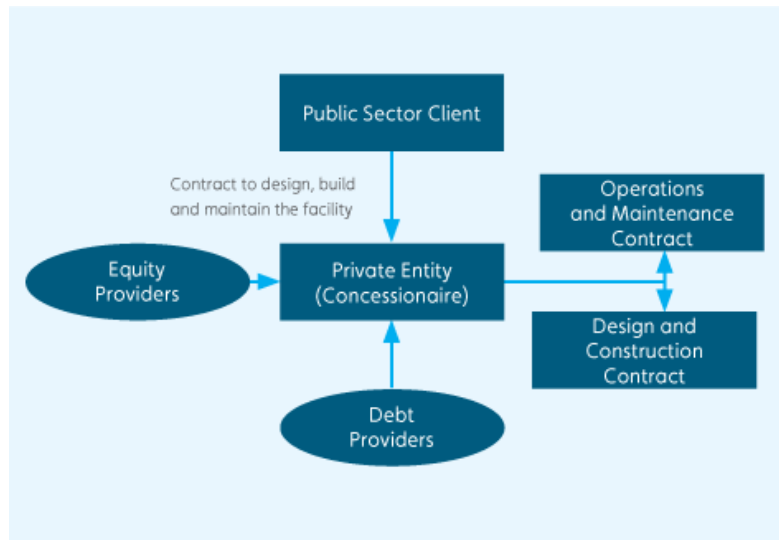 Public Sector Client
Contract to design, build
and maintain the facility
Operations
and Maintenance
Contract
Equity
Providers
Private Entity
(Concessionaire)
Design and
Construction
Contract
Debt
Providers